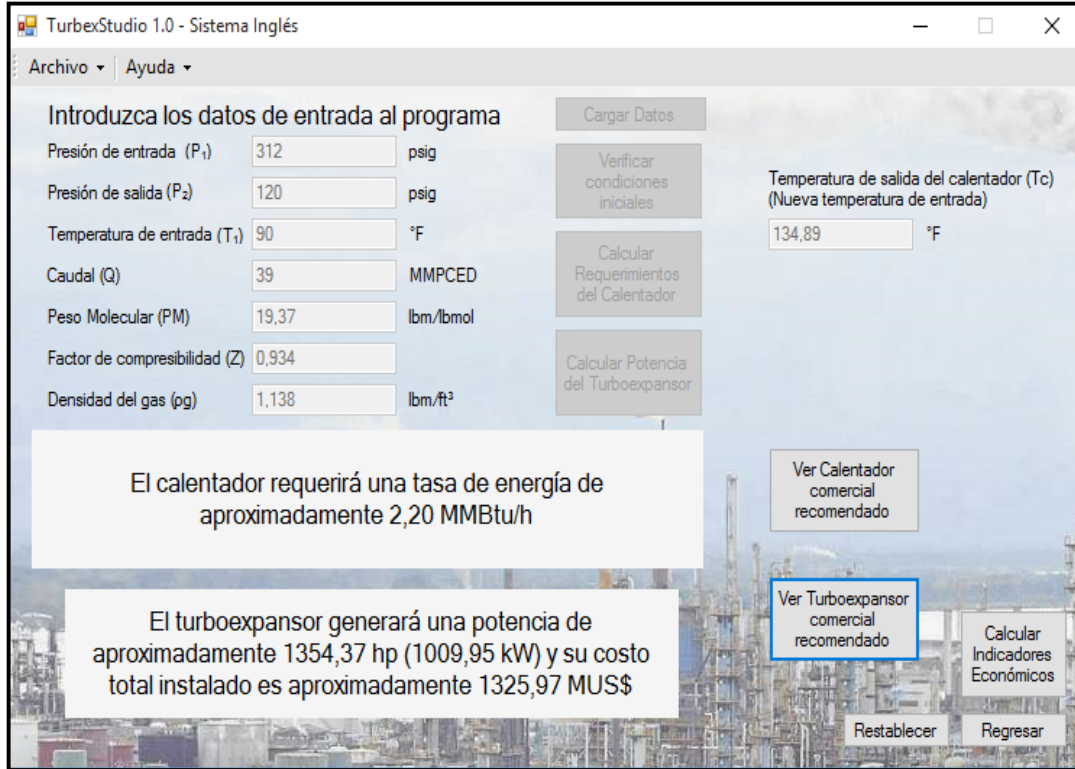 TurbexStudio 1.0 - Sistema Inglés
Archivo Ayuda
Introduzca los datos de entrada al programa
Presión de entrada (P₁) 312 psig
Presión de salida (P₂) 120 psig
Temperatura de entrada (T₁) 90 °F
Caudal (Q) 39 MMPCED
Peso Molecular (PM) 19,37 lbm/lbmol
Factor de compresibilidad (Z) 0,934
Densidad del gas (ρg) 1,138 lbm/ft³
Cargar Datos
Verificar
condiciones
iniciales
Calcular
Requerimientos
del Calentador
Calcular Potencia
del Turboexpansor
Temperatura de salida del calentador (Tc)
(Nueva temperatura de entrada)
134,89 °F
El calentador requerirá una tasa de energía de
aproximadamente 2,20 MMBtu/h
Ver Calentador
comercial
recomendado
El turboexpansor generará una potencia de
aproximadamente 1354,37 hp (1009,95 kW) y su costo
total instalado es aproximadamente 1325,97 MUS$
Ver Turboexpansor
comercial
recomendado
Calcular
Indicadores
Económicos
Restablecer
Regresar